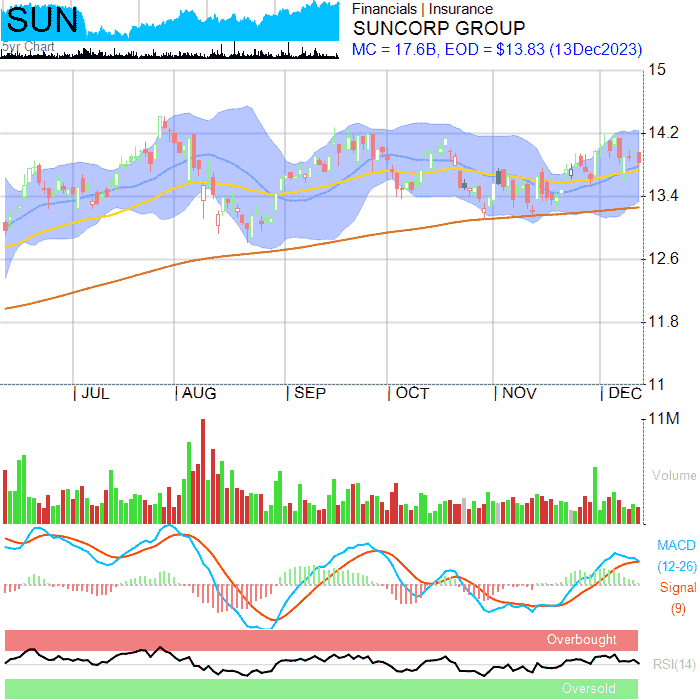 SUN
5yr Chart
Financials | Insurance
SUNCORP GROUP
MC = 17.6B, EOD = $13.83 (13Dec2023)
15
14.2
13.4
12.6
11.8
11
| JUL | AUG | SEP | OCT | NOV | DEC
11M
Volume
MACD
(12-26)
Signal
(9)
Overbought
RSI(14)
Oversold